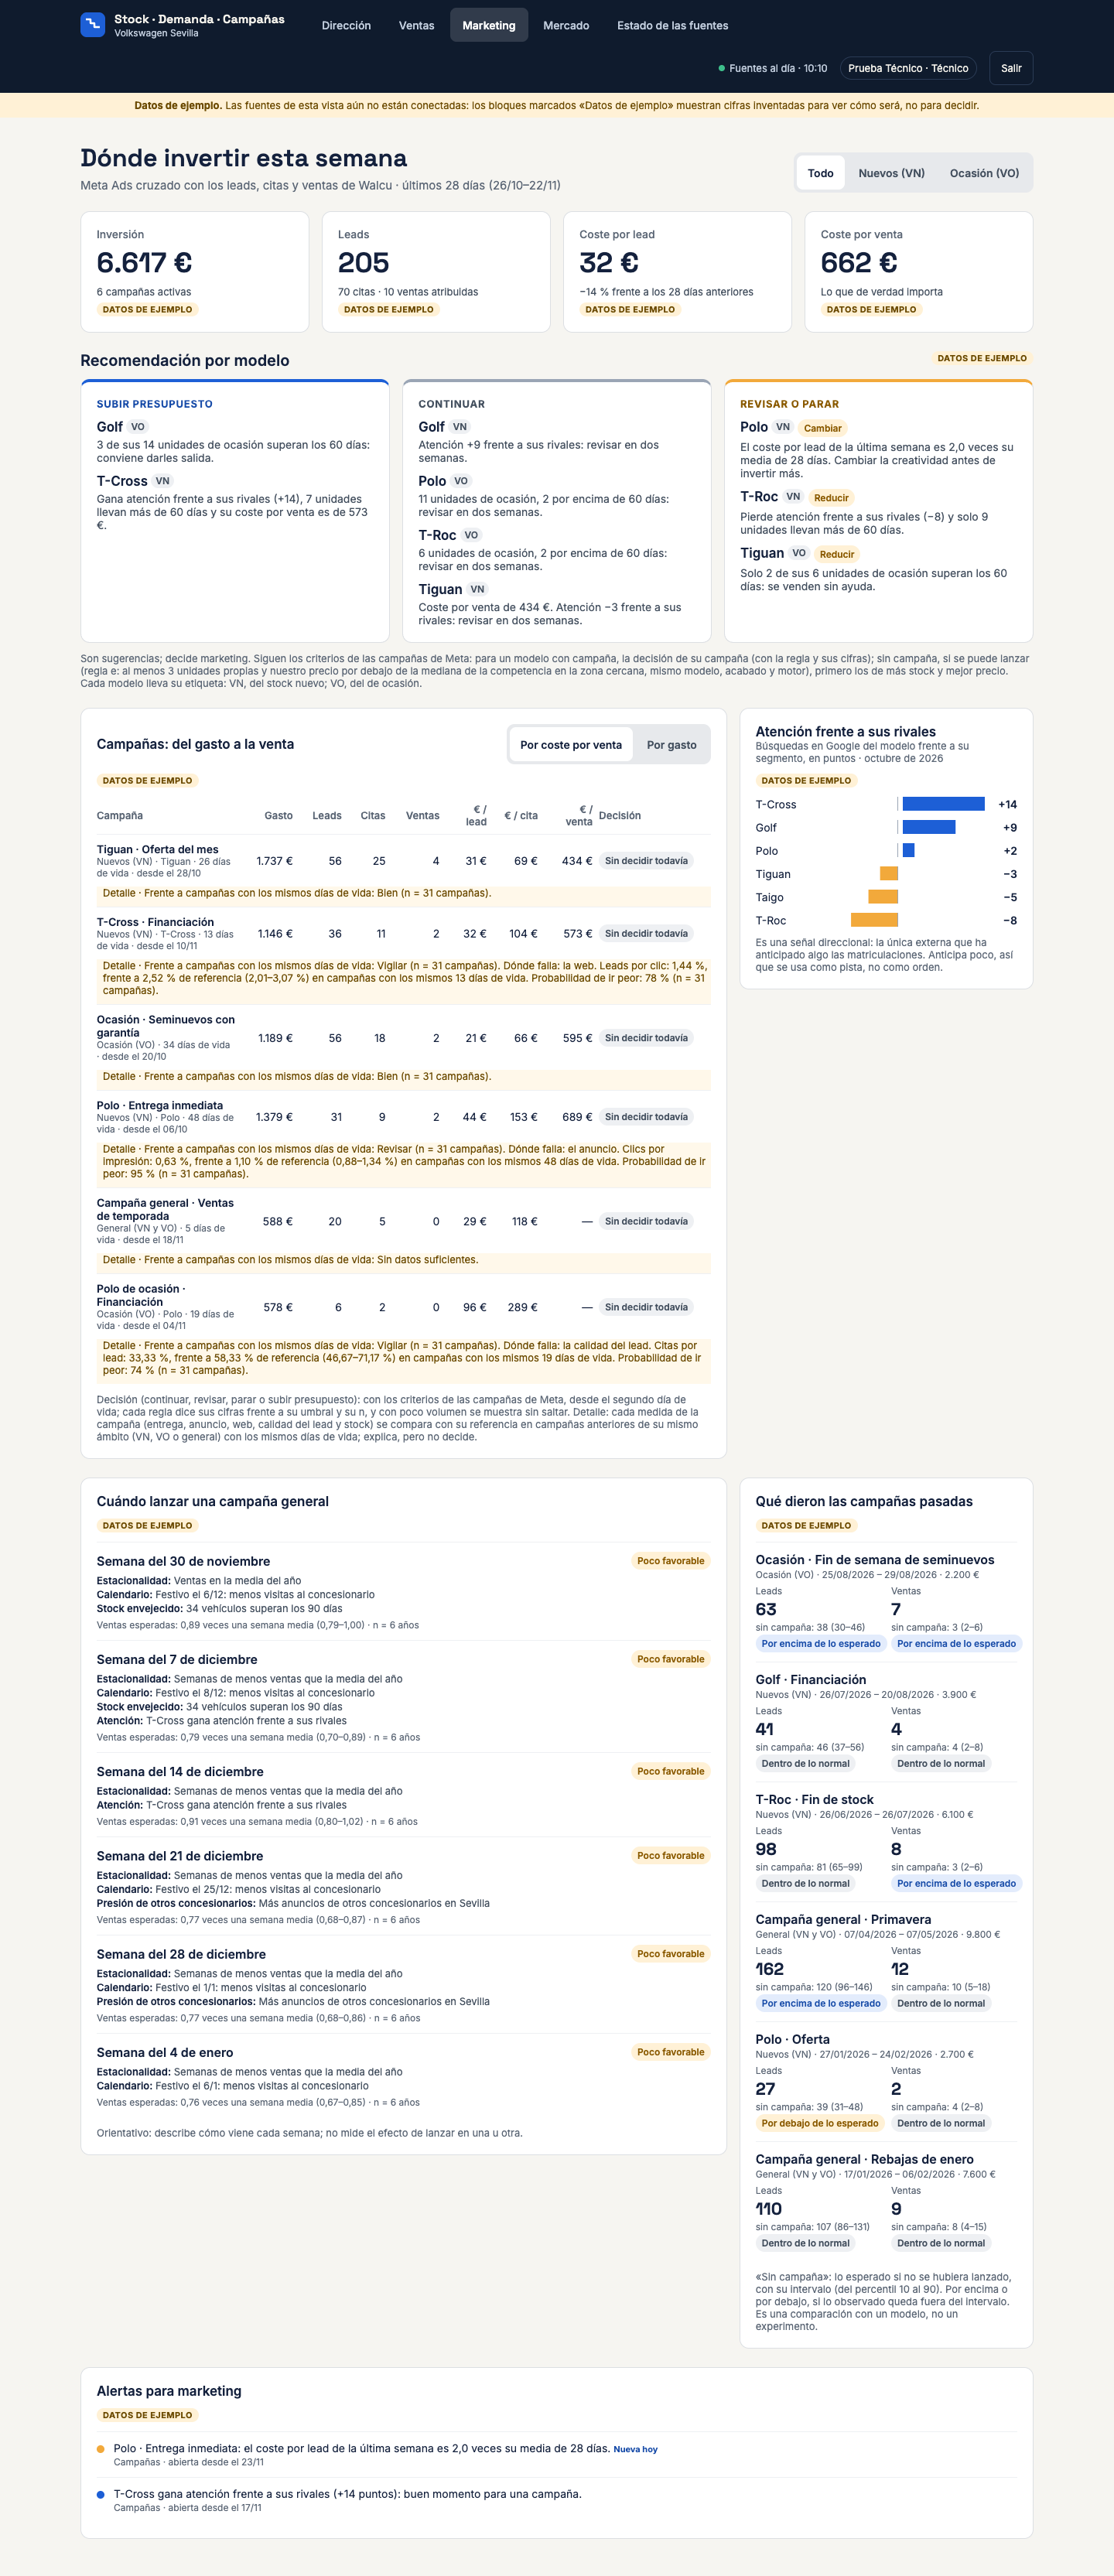 Stock · Demanda · Campañas
Volkswagen Sevilla
Dirección
Ventas
Marketing
Mercado
Estado de las fuentes
Fuentes al día · 10:10
Prueba Técnico · Técnico
Salir
Datos de ejemplo. Las fuentes de esta vista aún no están conectadas: los bloques marcados «Datos de ejemplo» muestran cifras inventadas para ver cómo será, no para decidir.
Dónde invertir esta semana
Meta Ads cruzado con los leads, citas y ventas de Walcu · últimos 28 días (26/10–22/11)
Todo
Nuevos (VN)
Ocasión (VO)
Inversión
6.617 €
6 campañas activas
DATOS DE EJEMPLO
Leads
205
70 citas · 10 ventas atribuidas
DATOS DE EJEMPLO
Coste por lead
32 €
−14 % frente a los 28 días anteriores
DATOS DE EJEMPLO
Coste por venta
662 €
Lo que de verdad importa
DATOS DE EJEMPLO
Recomendación por modelo
DATOS DE EJEMPLO
SUBIR PRESUPUESTO
Golf VO
3 de sus 14 unidades de ocasión superan los 60 días:
conviene darles salida.
T-Cross VN
Gana atención frente a sus rivales (+14), 7 unidades
llevan más de 60 días y su coste por venta es de 573
€.
CONTINUAR
Golf VN
Atención +9 frente a sus rivales: revisar en dos
semanas.
Polo VO
11 unidades de ocasión, 2 por encima de 60 días:
revisar en dos semanas.
T-Roc VO
6 unidades de ocasión, 2 por encima de 60 días:
revisar en dos semanas.
Tiguan VN
Coste por venta de 434 €. Atención −3 frente a sus
rivales: revisar en dos semanas.
REVISAR O PARAR
Polo VN Cambiar
El coste por lead de la última semana es 2,0 veces su
media de 28 días. Cambiar la creatividad antes de
invertir más.
T-Roc VN Reducir
Pierde atención frente a sus rivales (−8) y solo 9
unidades llevan más de 60 días.
Tiguan VO Reducir
Solo 2 de sus 6 unidades de ocasión superan los 60
días: se venden sin ayuda.
Son sugerencias; decide marketing. Siguen los criterios de las campañas de Meta: para un modelo con campaña, la decisión de su campaña (con la regla y sus cifras); sin campaña, si se puede lanzar
(regla e: al menos 3 unidades propias y nuestro precio por debajo de la mediana de la competencia en la zona cercana, mismo modelo, acabado y motor), primero los de más stock y mejor precio.
Cada modelo lleva su etiqueta: VN, del stock nuevo; VO, del de ocasión.
Campañas: del gasto a la venta
Por coste por venta
Por gasto
DATOS DE EJEMPLO
Campaña Gasto Leads Citas Ventas € / lead € / cita € / venta Decisión
Tiguan · Oferta del mes
Nuevos (VN) · Tiguan · 26 días
de vida · desde el 28/10
1.737 € 56 25 4 31 € 69 € 434 € Sin decidir todavía
Detalle · Frente a campañas con los mismos días de vida: Bien (n = 31 campañas).
T-Cross · Financiación
Nuevos (VN) · T-Cross · 13 días
de vida · desde el 10/11
1.146 € 36 11 2 32 € 104 € 573 € Sin decidir todavía
Detalle · Frente a campañas con los mismos días de vida: Vigilar (n = 31 campañas). Dónde falla: la web. Leads por clic: 1,44 %,
frente a 2,52 % de referencia (2,01–3,07 %) en campañas con los mismos 13 días de vida. Probabilidad de ir peor: 78 % (n = 31
campañas).
Ocasión · Seminuevos con
garantía
Ocasión (VO) · 34 días de vida
· desde el 20/10
1.189 € 56 18 2 21 € 66 € 595 € Sin decidir todavía
Detalle · Frente a campañas con los mismos días de vida: Bien (n = 31 campañas).
Polo · Entrega inmediata
Nuevos (VN) · Polo · 48 días de
vida · desde el 06/10
1.379 € 31 9 2 44 € 153 € 689 € Sin decidir todavía
Detalle · Frente a campañas con los mismos días de vida: Revisar (n = 31 campañas). Dónde falla: el anuncio. Clics por
impresión: 0,63 %, frente a 1,10 % de referencia (0,88–1,34 %) en campañas con los mismos 48 días de vida. Probabilidad de ir
peor: 95 % (n = 31 campañas).
Campaña general · Ventas
de temporada
General (VN y VO) · 5 días de
vida · desde el 18/11
588 € 20 5 0 29 € 118 € — Sin decidir todavía
Detalle · Frente a campañas con los mismos días de vida: Sin datos suficientes.
Polo de ocasión ·
Financiación
Ocasión (VO) · Polo · 19 días de
vida · desde el 04/11
578 € 6 2 0 96 € 289 € — Sin decidir todavía
Detalle · Frente a campañas con los mismos días de vida: Vigilar (n = 31 campañas). Dónde falla: la calidad del lead. Citas por
lead: 33,33 %, frente a 58,33 % de referencia (46,67–71,17 %) en campañas con los mismos 19 días de vida. Probabilidad de ir
peor: 74 % (n = 31 campañas).
Decisión (continuar, revisar, parar o subir presupuesto): con los criterios de las campañas de Meta, desde el segundo día de
vida; cada regla dice sus cifras frente a su umbral y su n, y con poco volumen se muestra sin saltar. Detalle: cada medida de la
campaña (entrega, anuncio, web, calidad del lead y stock) se compara con su referencia en campañas anteriores de su mismo
ámbito (VN, VO o general) con los mismos días de vida; explica, pero no decide.
Atención frente a sus rivales
Búsquedas en Google del modelo frente a su
segmento, en puntos · octubre de 2026
DATOS DE EJEMPLO
T-Cross +14
Golf +9
Polo +2
Tiguan −3
Taigo −5
T-Roc −8
Es una señal direccional: la única externa que ha
anticipado algo las matriculaciones. Anticipa poco, así
que se usa como pista, no como orden.
Cuándo lanzar una campaña general
DATOS DE EJEMPLO
Semana del 30 de noviembre
Poco favorable
Estacionalidad: Ventas en la media del año
Calendario: Festivo el 6/12: menos visitas al concesionario
Stock envejecido: 34 vehículos superan los 90 días
Ventas esperadas: 0,89 veces una semana media (0,79–1,00) · n = 6 años
Semana del 7 de diciembre
Poco favorable
Estacionalidad: Semanas de menos ventas que la media del año
Calendario: Festivo el 8/12: menos visitas al concesionario
Stock envejecido: 34 vehículos superan los 90 días
Atención: T-Cross gana atención frente a sus rivales
Ventas esperadas: 0,79 veces una semana media (0,70–0,89) · n = 6 años
Semana del 14 de diciembre
Poco favorable
Estacionalidad: Semanas de menos ventas que la media del año
Atención: T-Cross gana atención frente a sus rivales
Ventas esperadas: 0,91 veces una semana media (0,80–1,02) · n = 6 años
Semana del 21 de diciembre
Poco favorable
Estacionalidad: Semanas de menos ventas que la media del año
Calendario: Festivo el 25/12: menos visitas al concesionario
Presión de otros concesionarios: Más anuncios de otros concesionarios en Sevilla
Ventas esperadas: 0,77 veces una semana media (0,68–0,87) · n = 6 años
Semana del 28 de diciembre
Poco favorable
Estacionalidad: Semanas de menos ventas que la media del año
Calendario: Festivo el 1/1: menos visitas al concesionario
Presión de otros concesionarios: Más anuncios de otros concesionarios en Sevilla
Ventas esperadas: 0,77 veces una semana media (0,68–0,86) · n = 6 años
Semana del 4 de enero
Poco favorable
Estacionalidad: Semanas de menos ventas que la media del año
Calendario: Festivo el 6/1: menos visitas al concesionario
Ventas esperadas: 0,76 veces una semana media (0,67–0,85) · n = 6 años
Orientativo: describe cómo viene cada semana; no mide el efecto de lanzar en una u otra.
Qué dieron las campañas pasadas
DATOS DE EJEMPLO
Ocasión · Fin de semana de seminuevos
Ocasión (VO) · 25/08/2026 – 29/08/2026 · 2.200 €
Leads Ventas
63 7
sin campaña: 38 (30–46) sin campaña: 3 (2–6)
Por encima de lo esperado Por encima de lo esperado
Golf · Financiación
Nuevos (VN) · 26/07/2026 – 20/08/2026 · 3.900 €
Leads Ventas
41 4
sin campaña: 46 (37–56) sin campaña: 4 (2–8)
Dentro de lo normal Dentro de lo normal
T-Roc · Fin de stock
Nuevos (VN) · 26/06/2026 – 26/07/2026 · 6.100 €
Leads Ventas
98 8
sin campaña: 81 (65–99) sin campaña: 3 (2–6)
Dentro de lo normal Por encima de lo esperado
Campaña general · Primavera
General (VN y VO) · 07/04/2026 – 07/05/2026 · 9.800 €
Leads Ventas
162 12
sin campaña: 120 (96–146) sin campaña: 10 (5–18)
Por encima de lo esperado Dentro de lo normal
Polo · Oferta
Nuevos (VN) · 27/01/2026 – 24/02/2026 · 2.700 €
Leads Ventas
27 2
sin campaña: 39 (31–48) sin campaña: 4 (2–8)
Por debajo de lo esperado Dentro de lo normal
Campaña general · Rebajas de enero
General (VN y VO) · 17/01/2026 – 06/02/2026 · 7.600 €
Leads Ventas
110 9
sin campaña: 107 (86–131) sin campaña: 8 (4–15)
Dentro de lo normal Dentro de lo normal
«Sin campaña»: lo esperado si no se hubiera lanzado,
con su intervalo (del percentil 10 al 90). Por encima o
por debajo, si lo observado queda fuera del intervalo.
Es una comparación con un modelo, no un
experimento.
Alertas para marketing
DATOS DE EJEMPLO
Polo · Entrega inmediata: el coste por lead de la última semana es 2,0 veces su media de 28 días. Nueva hoy
Campañas · abierta desde el 23/11
T-Cross gana atención frente a sus rivales (+14 puntos): buen momento para una campaña.
Campañas · abierta desde el 17/11